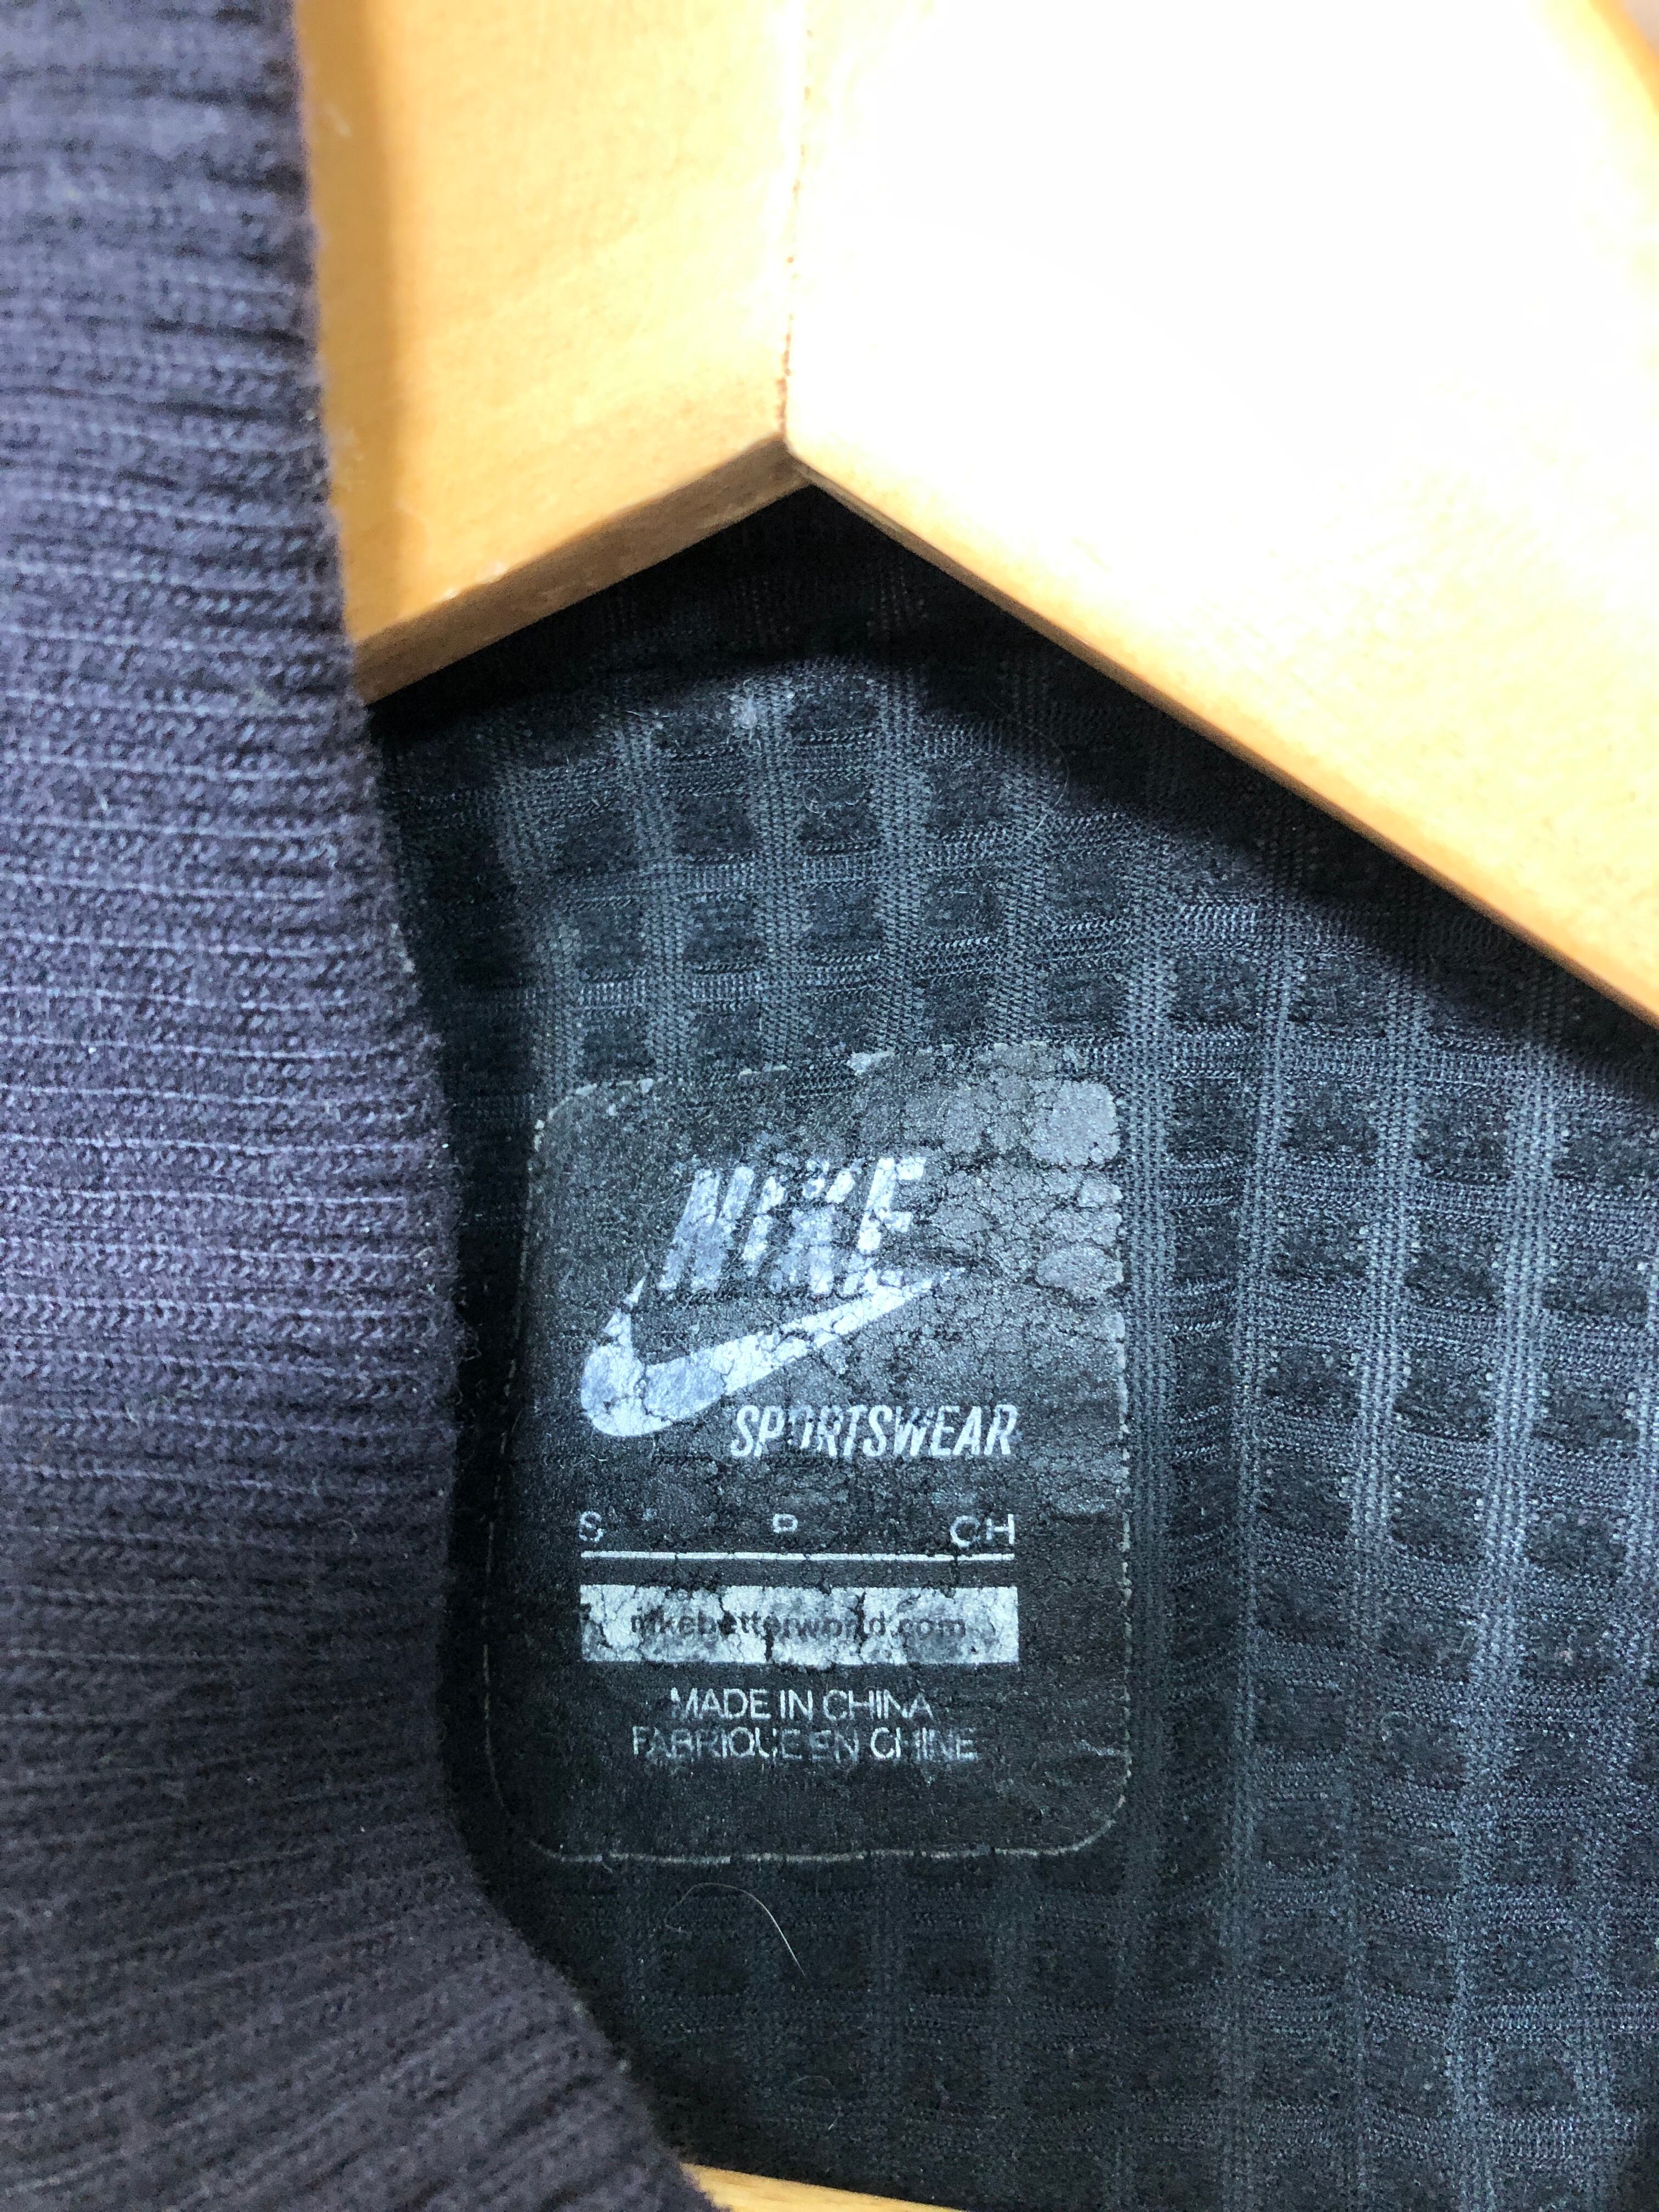 NIKE
SPORTSWEAR
S P CH
nikebetterworld.com
MADE IN CHINA
FABRIQUE EN CHINE